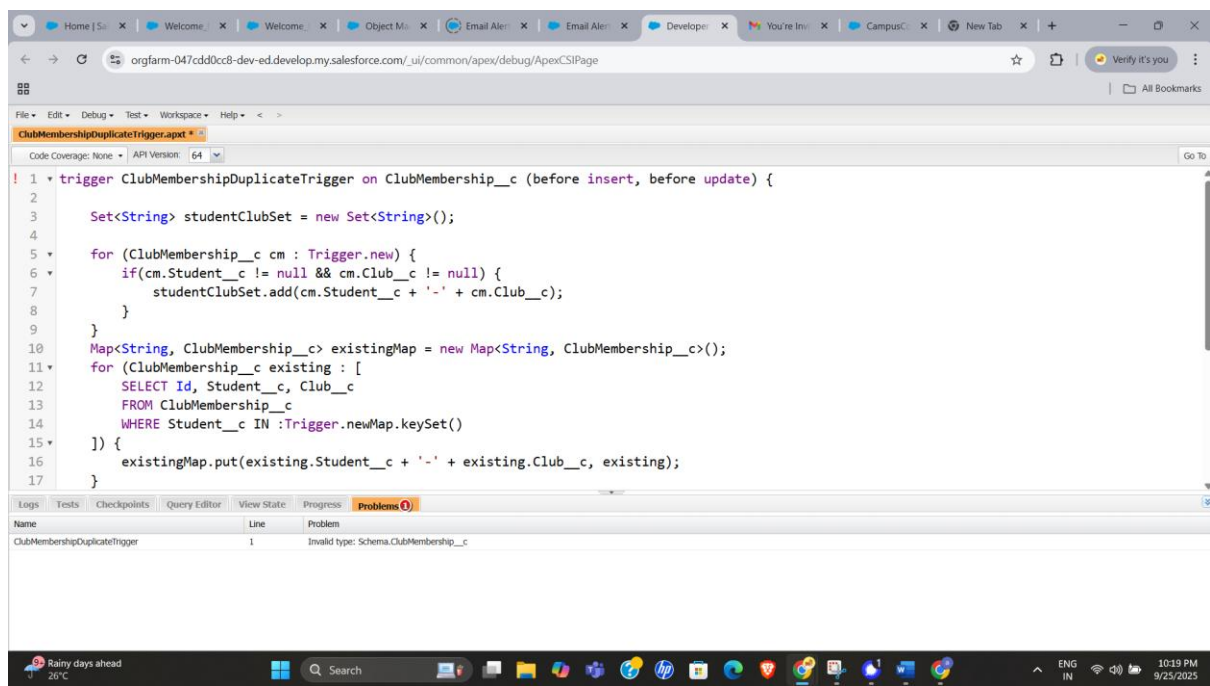 Home | Sal
Welcome_
Welcome_
Object Ma
Email Aler
Email Aler
Developer
You're Inv
CampusCo
New Tab
orgfarm-047cdd0cc8-dev-ed.develop.my.salesforce.com/_ui/common/apex/debug/ApexCSIPage
Verify it's you
All Bookmarks
File Edit Debug Test Workspace Help < >
ClubMembershipDuplicateTrigger.apxt *
Code Coverage: None API Version: 64 Go To
! 1 trigger ClubMembershipDuplicateTrigger on ClubMembership__c (before insert, before update) {
2
3 Set<String> studentClubSet = new Set<String>();
4
5 for (ClubMembership__c cm : Trigger.new) {
6 if(cm.Student__c != null && cm.Club__c != null) {
7 studentClubSet.add(cm.Student__c + '-' + cm.Club__c);
8 }
9 }
10 Map<String, ClubMembership__c> existingMap = new Map<String, ClubMembership__c>();
11 for (ClubMembership__c existing : [
12 SELECT Id, Student__c, Club__c
13 FROM ClubMembership__c
14 WHERE Student__c IN :Trigger.newMap.keySet()
15 ]) {
16 existingMap.put(existing.Student__c + '-' + existing.Club__c, existing);
17 }
Logs Tests Checkpoints Query Editor View State Progress Problems 1
Name Line Problem
ClubMembershipDuplicateTrigger 1 Invalid type: Schema.ClubMembership__c
9+ Rainy days ahead
26°C
Search
ENG
IN
10:19 PM
9/25/2025